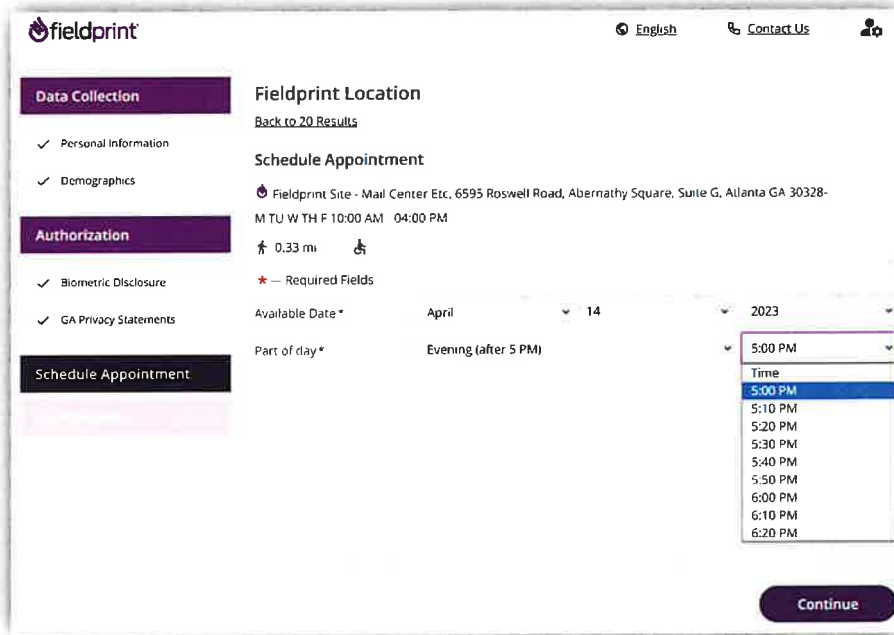 fieldprint
English
Contact Us
Data Collection
Personal Information
Demographics
Authorization
Biometric Disclosure
GA Privacy Statements
Schedule Appointment
Fieldprint Location
Back to 20 Results
Schedule Appointment
Fieldprint Site - Mail Center Etc, 6595 Roswell Road, Abernathy Square, Suite G, Atlanta GA 30328-
M TU W TH F 10:00 AM 04:00 PM
0.33 mi
* — Required Fields
Available Date * April 14 2023
Part of day * Evening (after 5 PM) 5:00 PM
Time
5:00 PM
5:10 PM
5:20 PM
5:30 PM
5:40 PM
5:50 PM
6:00 PM
6:10 PM
6:20 PM
Continue